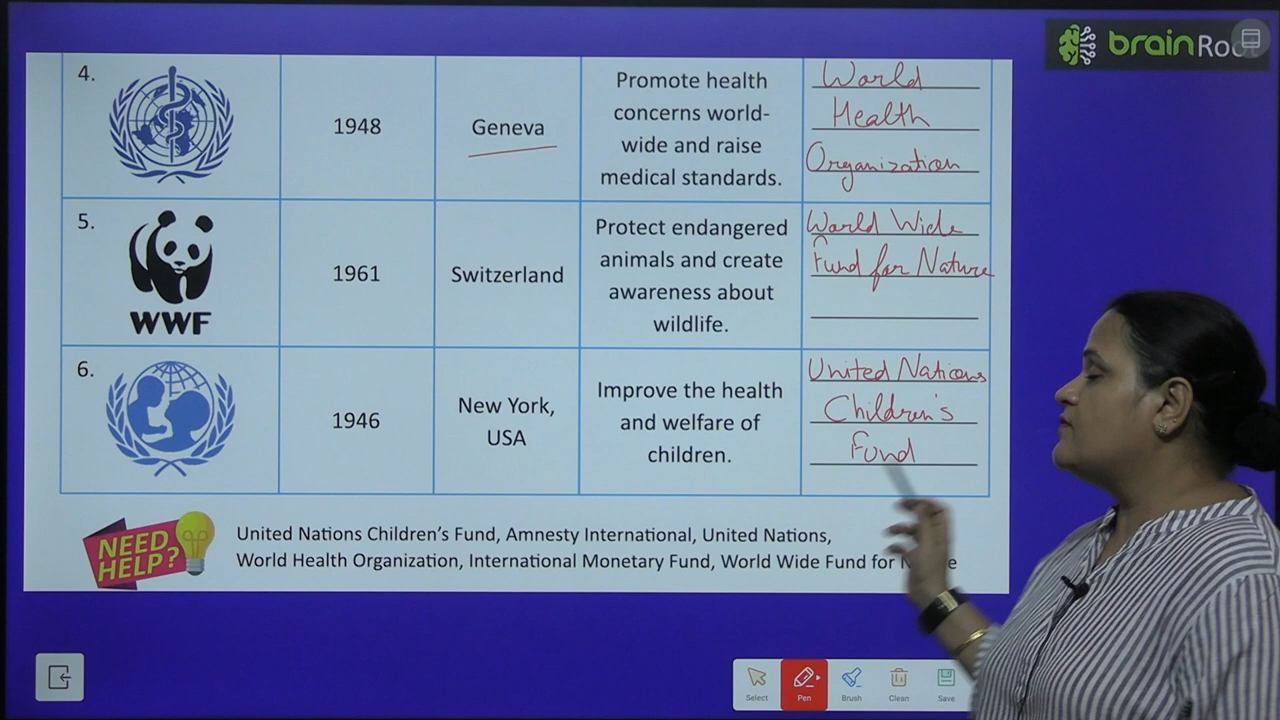 brainRoo
4.
1948
Geneva
Promote health
concerns world-
wide and raise
medical standards.
World
Health
Organization
5.
WWF
1961
Switzerland
Protect endangered
animals and create
awareness about
wildlife.
World Wide
Fund for Nature
6.
1946
New York,
USA
Improve the health
and welfare of
children.
United Nations
Children's
Fund
NEED
HELP?
United Nations Children's Fund, Amnesty International, United Nations,
World Health Organization, International Monetary Fund, World Wide Fund for
Select
Pen
Brush
Clean
Save